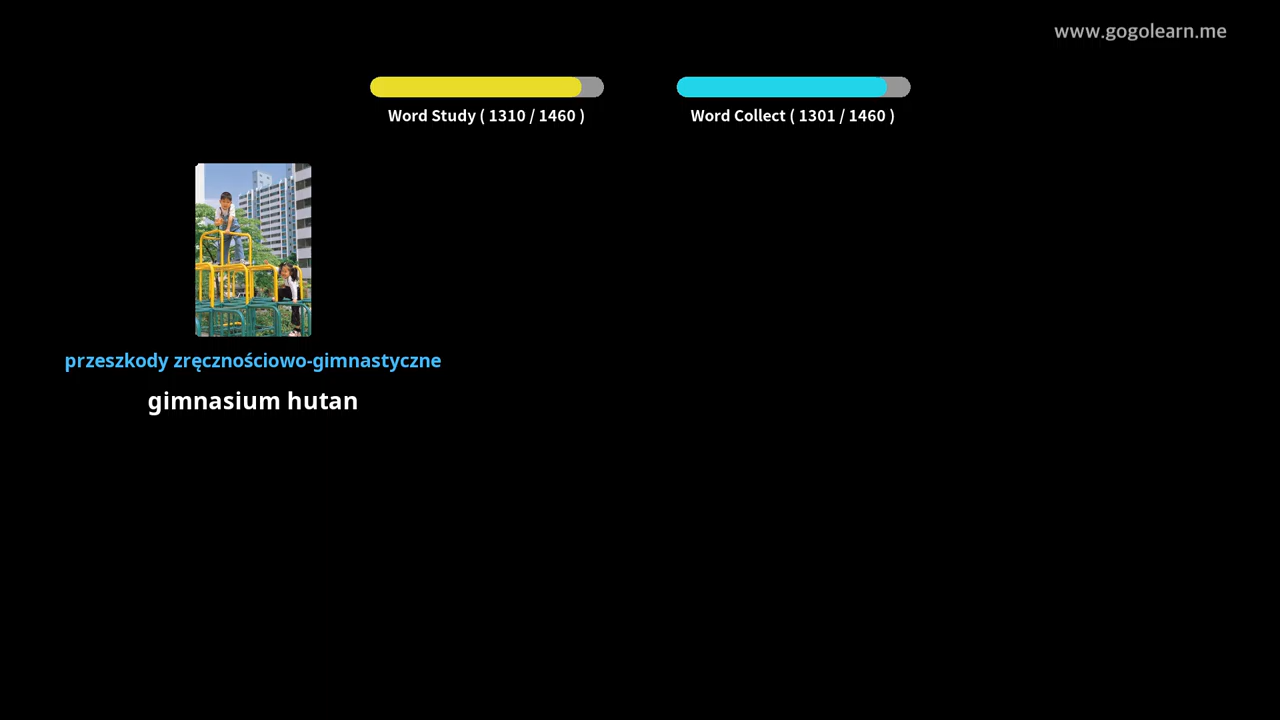 www.gogolearn.me
Word Study ( 1310 / 1460 )
Word Collect ( 1301 / 1460 )
przeszkody zręcznościowo-gimnastyczne
gimnasium hutan